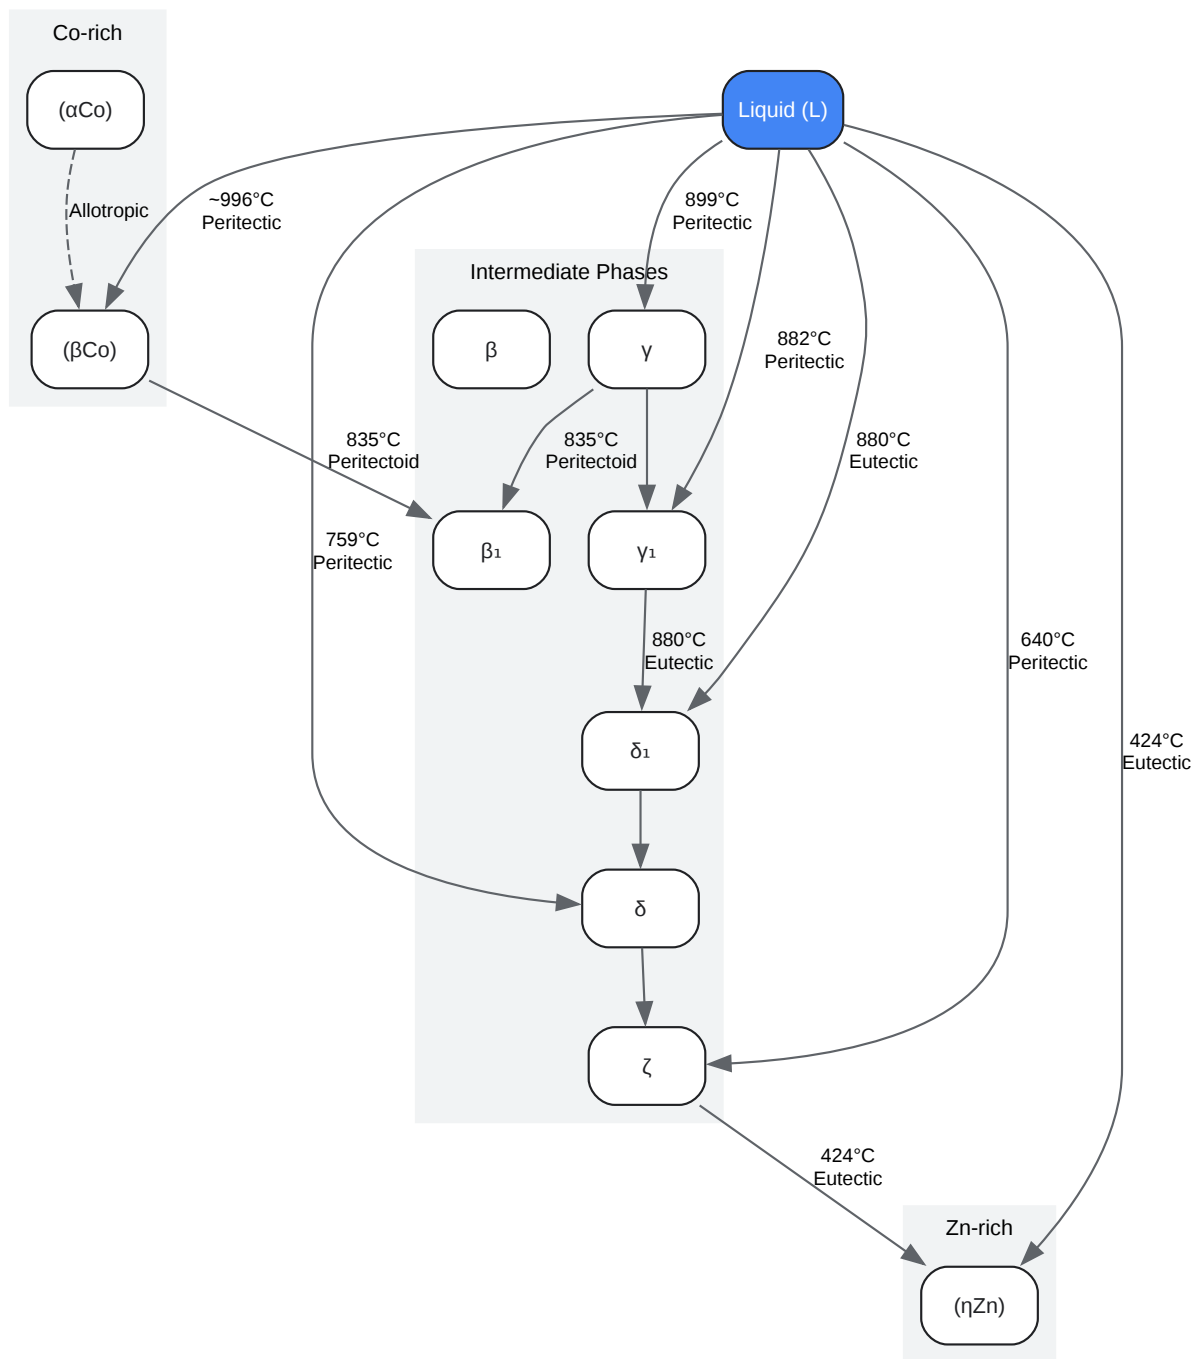 Co-rich
(αCo)
Liquid (L)
Allotropic
~996°C
Peritectic
899°C
Peritectic
Intermediate Phases
(βCo)
β
γ
882°C
Peritectic
835°C
Peritectoid
835°C
Peritectoid
880°C
Eutectic
759°C
Peritectic
β₁
γ₁
880°C
Eutectic
640°C
Peritectic
δ₁
424°C
Eutectic
δ
ζ
424°C
Eutectic
Zn-rich
(ηZn)